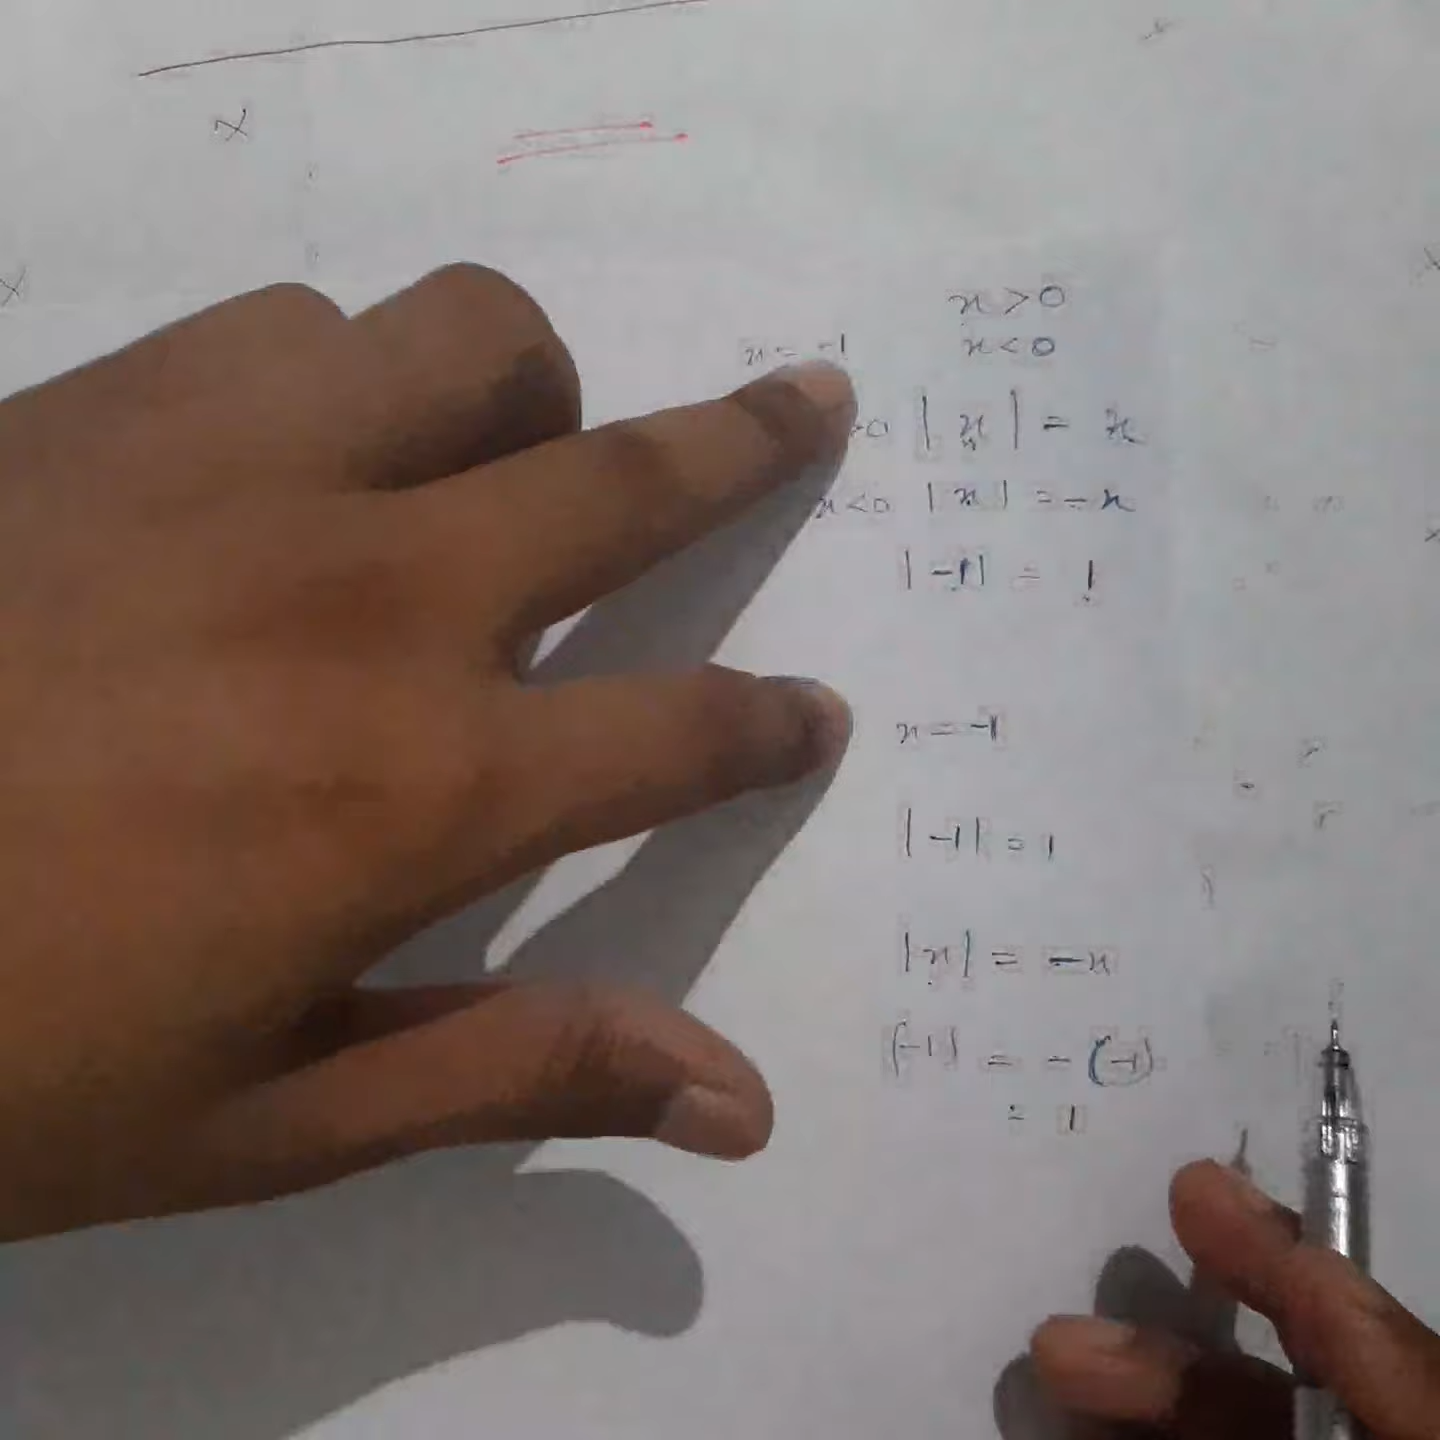 x
x
x > 0
x = -1 x < 0
>0 | x | = x
x<0 | x | = -x
|-1| = 1
x = -1
|-1| = 1
|x| = -x
|-1| = -(-1)
= 1